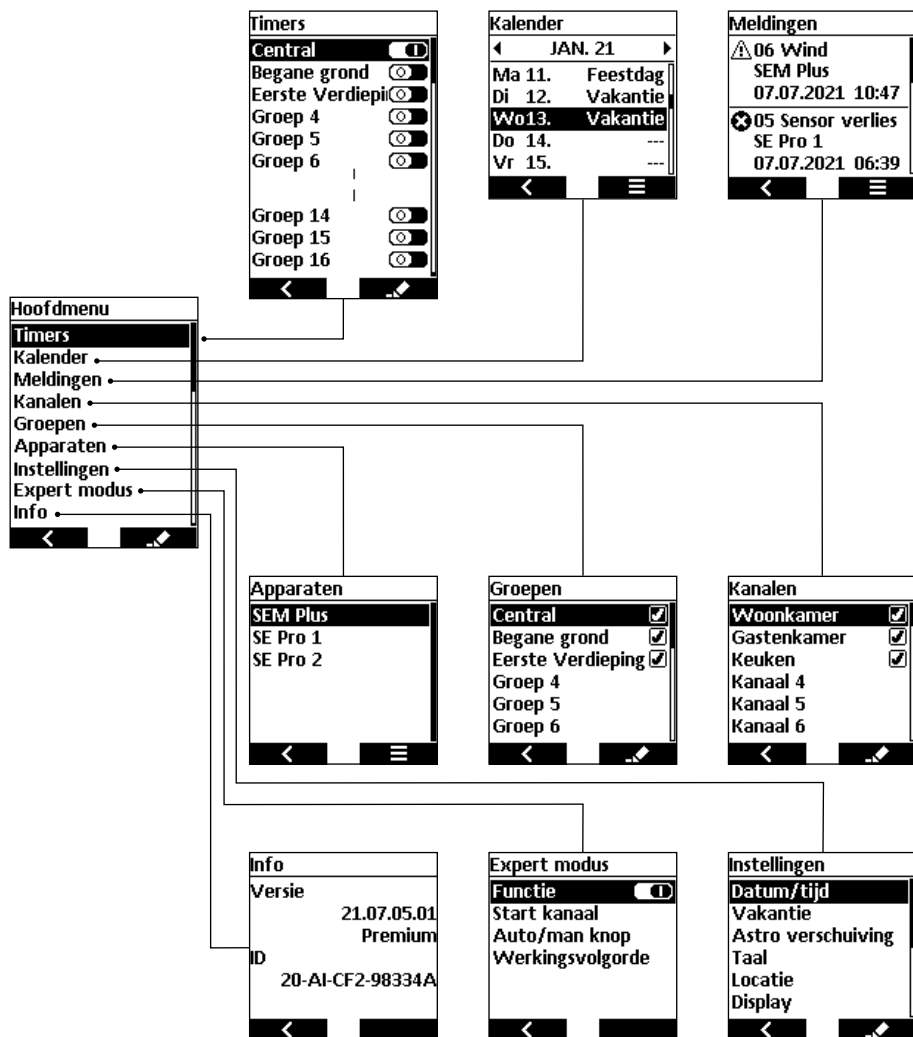 Timers
Central
Begane grond
Eerste Verdiepi
Groep 4
Groep 5
Groep 6
Groep 14
Groep 15
Groep 16
Kalender
JAN. 21
Ma 11. Feestdag
Di 12. Vakantie
Wo13. Vakantie
Do 14. ---
Vr 15. ---
Meldingen
06 Wind
SEM Plus
07.07.2021 10:47
05 Sensor verlies
SE Pro 1
07.07.2021 06:39
Hoofdmenu
Timers
Kalender
Meldingen
Kanalen
Groepen
Apparaten
Instellingen
Expert modus
Info
Apparaten
SEM Plus
SE Pro 1
SE Pro 2
Groepen
Central
Begane grond
Eerste Verdieping
Groep 4
Groep 5
Groep 6
Kanalen
Woonkamer
Gastenkamer
Keuken
Kanaal 4
Kanaal 5
Kanaal 6
Info
Versie
21.07.05.01
Premium
ID
20-AI-CF2-98334A
Expert modus
Functie
Start kanaal
Auto/man knop
Werkingsvolgorde
Instellingen
Datum/tijd
Vakantie
Astro verschuiving
Taal
Locatie
Display